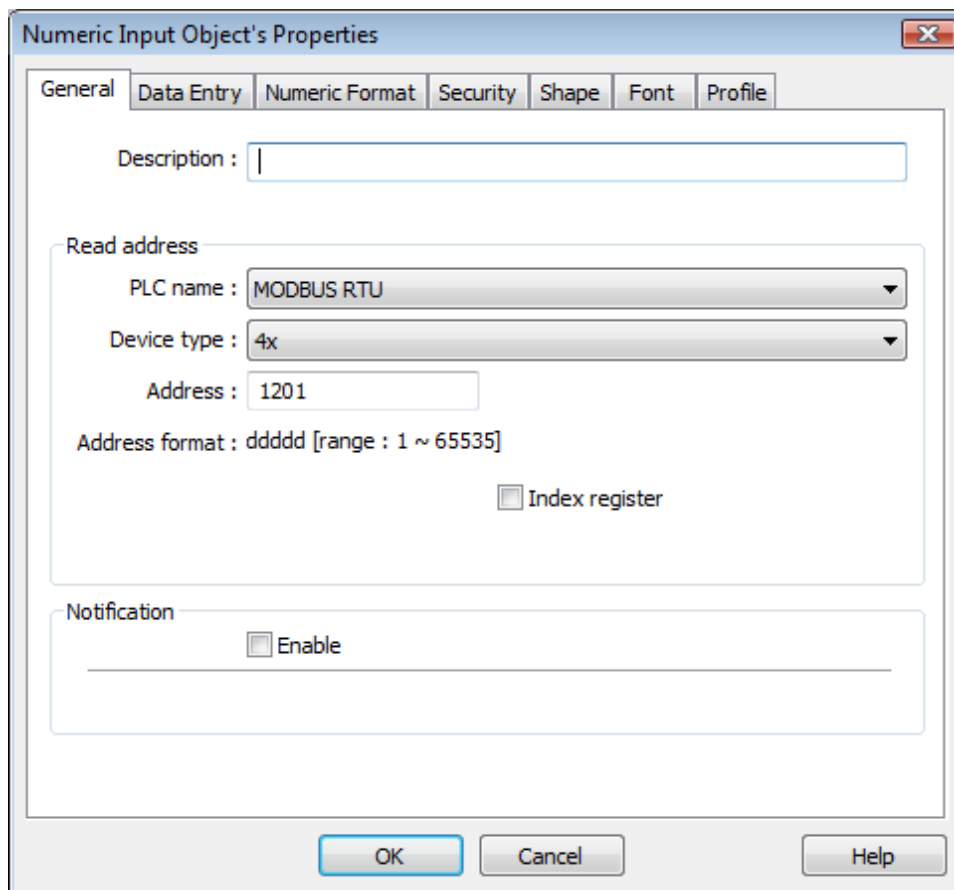 Numeric Input Object's Properties
General Data Entry Numeric Format Security Shape Font Profile
Description :
Read address
PLC name : MODBUS RTU
Device type : 4x
Address : 1201
Address format : ddddd [range : 1 ~ 65535]
Index register
Notification
Enable
OK Cancel Help